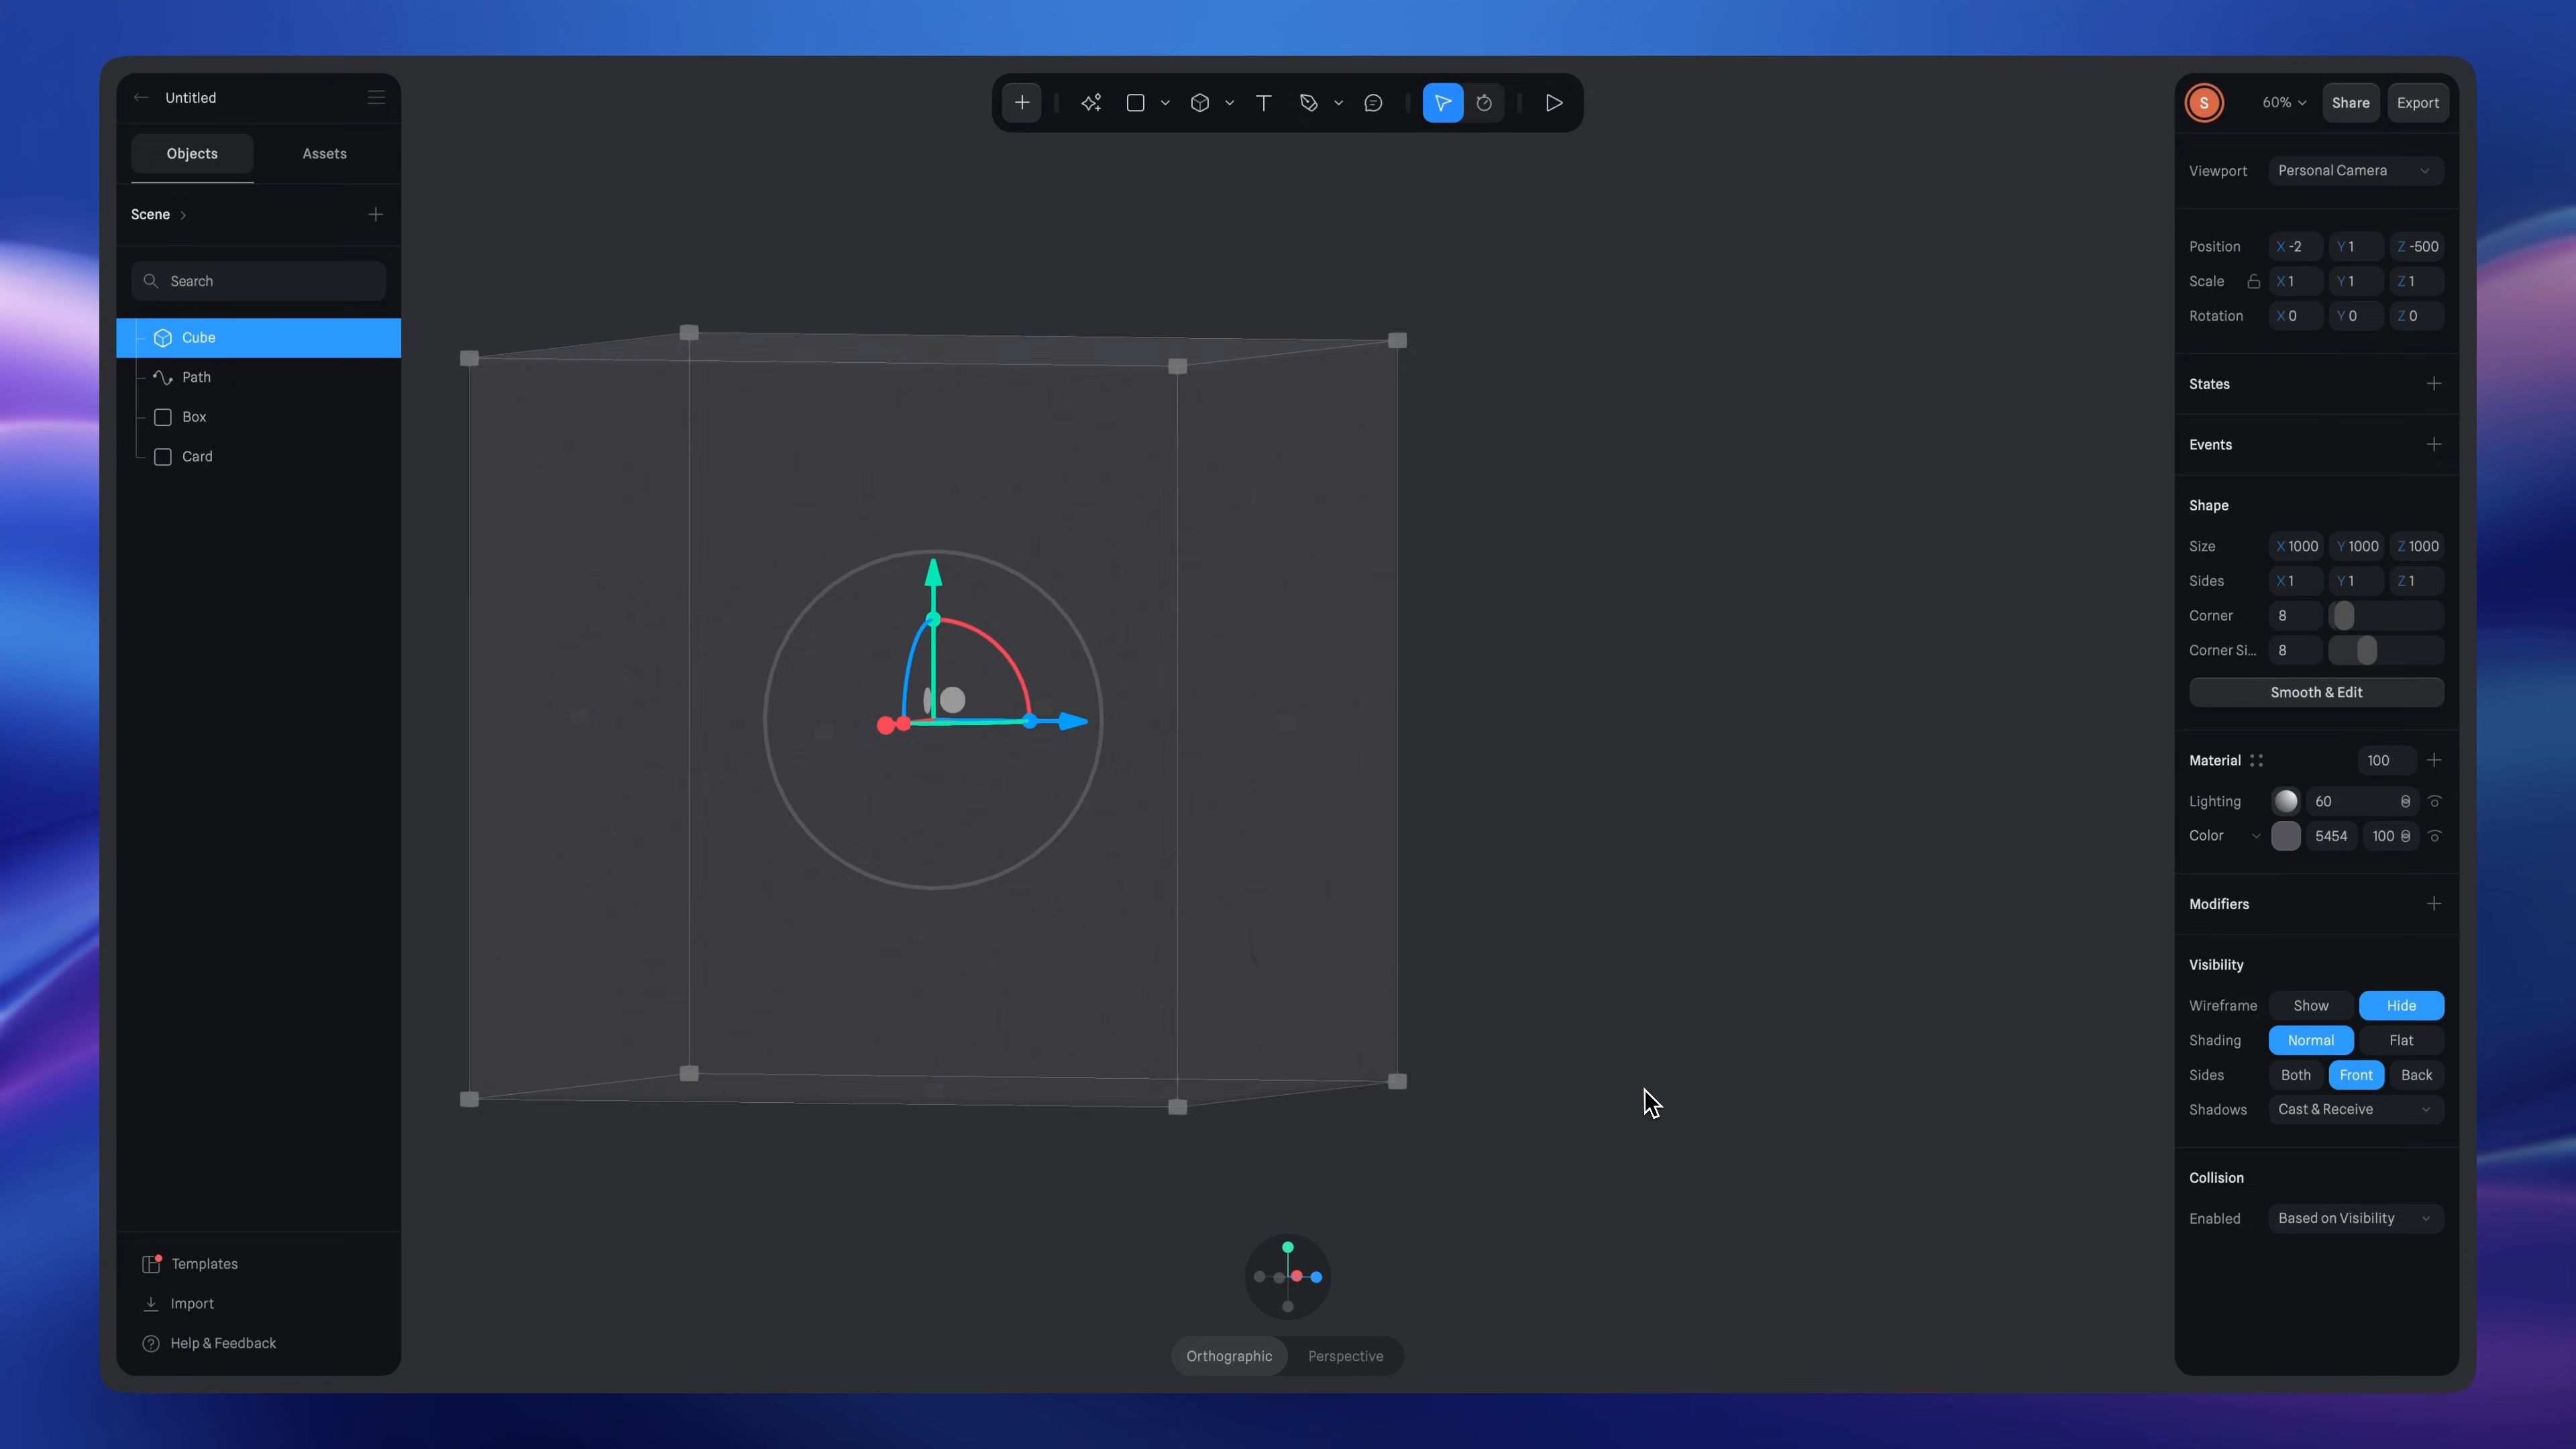 Untitled
Objects
Assets
Scene
Search
Cube
Path
Box
Card
Templates
Import
Help & Feedback
T
Orthographic
Perspective
S
60%
Share
Export
Viewport
Personal Camera
Position
X -2
Y 1
Z -500
Scale
X 1
Y 1
Z 1
Rotation
X 0
Y 0
Z 0
States
Events
Shape
Size
X 1000
Y 1000
Z 1000
Sides
X 1
Y 1
Z 1
Corner
8
Corner Si...
8
Smooth & Edit
Material
100
Lighting
60
Color
5454
100
Modifiers
Visibility
Wireframe
Show
Hide
Shading
Normal
Flat
Sides
Both
Front
Back
Shadows
Cast & Receive
Collision
Enabled
Based on Visibility